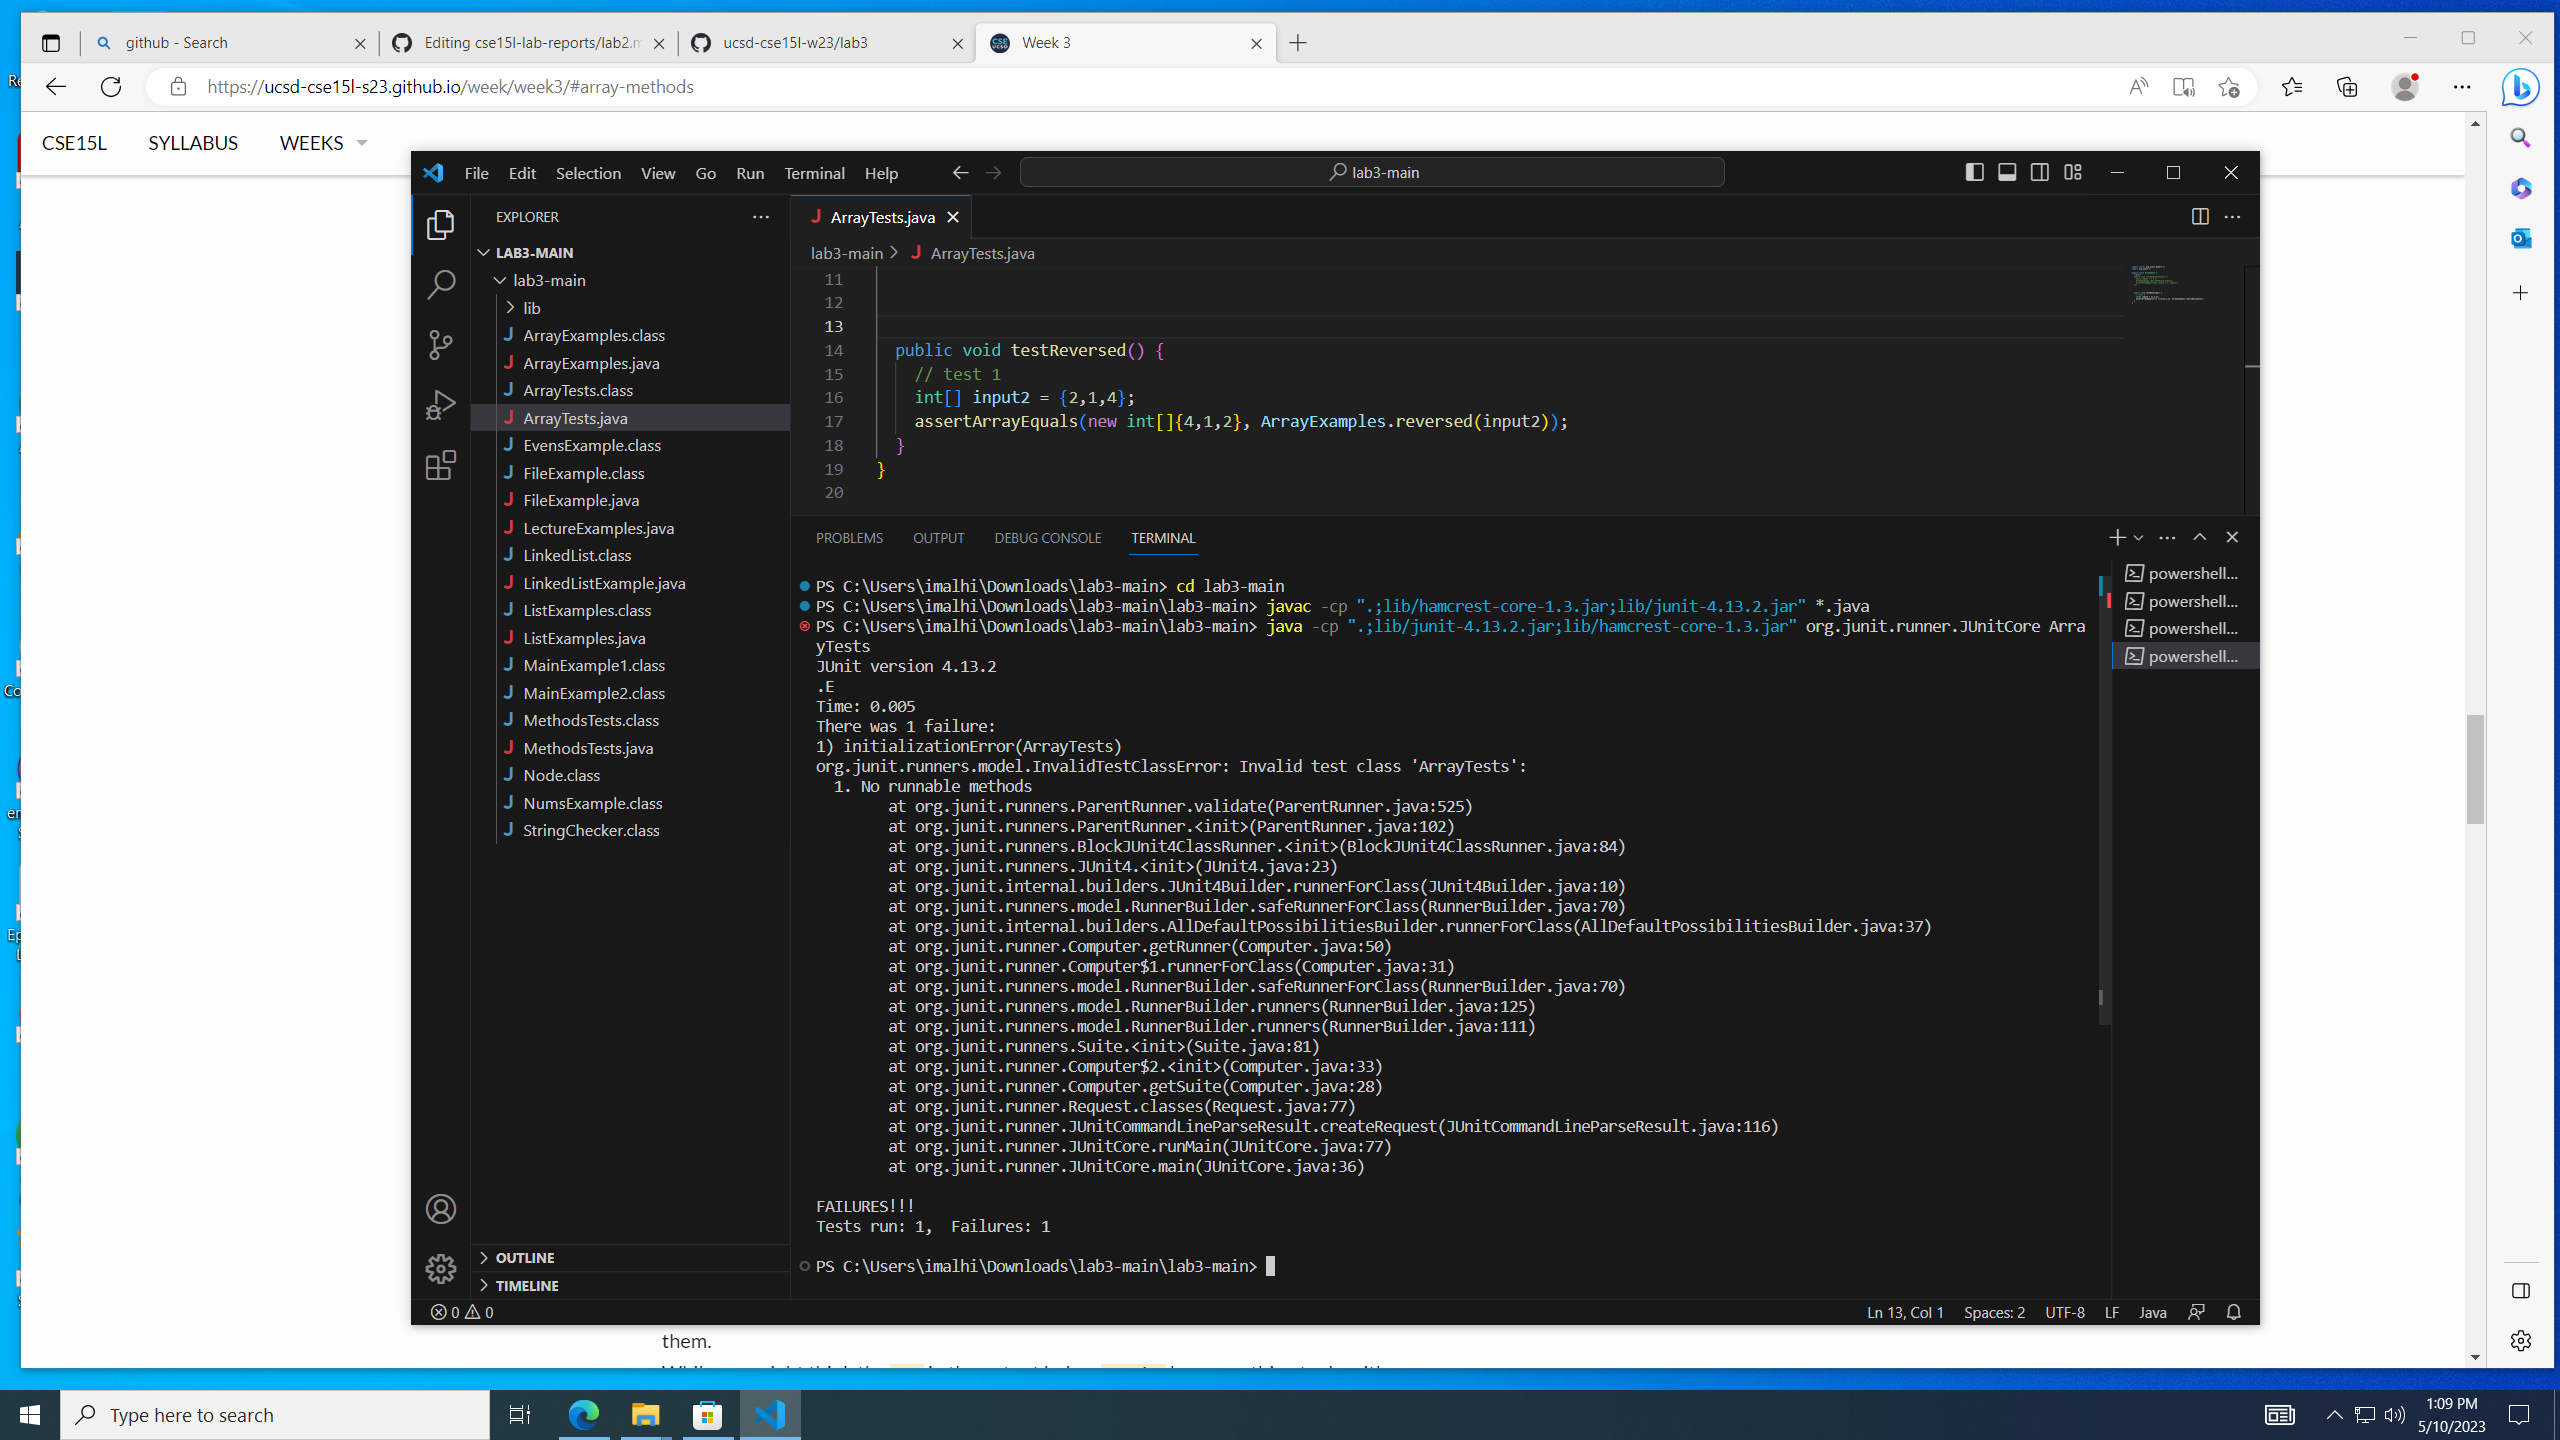 github - Search
Editing cse15l-lab-reports/lab2.m
ucsd-cse15l-w23/lab3
Week 3
https://ucsd-cse15l-s23.github.io/week/week3/#array-methods
CSE15L SYLLABUS WEEKS
File Edit Selection View Go Run Terminal Help
lab3-main
EXPLORER
LAB3-MAIN
lab3-main
lib
ArrayExamples.class
ArrayExamples.java
ArrayTests.class
ArrayTests.java
EvensExample.class
FileExample.class
FileExample.java
LectureExamples.java
LinkedList.class
LinkedListExample.java
ListExamples.class
ListExamples.java
MainExample1.class
MainExample2.class
MethodsTests.class
MethodsTests.java
Node.class
NumsExample.class
StringChecker.class
OUTLINE
TIMELINE
ArrayTests.java
lab3-main > ArrayTests.java
11
12
13
14 public void testReversed() {
15 // test 1
16 int[] input2 = {2,1,4};
17 assertArrayEquals(new int[]{4,1,2}, ArrayExamples.reversed(input2));
18 }
19 }
20
PROBLEMS OUTPUT DEBUG CONSOLE TERMINAL
PS C:\Users\imalhi\Downloads\lab3-main> cd lab3-main
PS C:\Users\imalhi\Downloads\lab3-main\lab3-main> javac -cp ".;lib/hamcrest-core-1.3.jar;lib/junit-4.13.2.jar" *.java
PS C:\Users\imalhi\Downloads\lab3-main\lab3-main> java -cp ".;lib/junit-4.13.2.jar;lib/hamcrest-core-1.3.jar" org.junit.runner.JUnitCore Arra
yTests
JUnit version 4.13.2
.E
Time: 0.005
There was 1 failure:
1) initializationError(ArrayTests)
org.junit.runners.model.InvalidTestClassError: Invalid test class 'ArrayTests':
1. No runnable methods
at org.junit.runners.ParentRunner.validate(ParentRunner.java:525)
at org.junit.runners.ParentRunner.<init>(ParentRunner.java:102)
at org.junit.runners.BlockJUnit4ClassRunner.<init>(BlockJUnit4ClassRunner.java:84)
at org.junit.runners.JUnit4.<init>(JUnit4.java:23)
at org.junit.internal.builders.JUnit4Builder.runnerForClass(JUnit4Builder.java:10)
at org.junit.runners.model.RunnerBuilder.safeRunnerForClass(RunnerBuilder.java:70)
at org.junit.internal.builders.AllDefaultPossibilitiesBuilder.runnerForClass(AllDefaultPossibilitiesBuilder.java:37)
at org.junit.runner.Computer.getRunner(Computer.java:50)
at org.junit.runner.Computer$1.runnerForClass(Computer.java:31)
at org.junit.runners.model.RunnerBuilder.safeRunnerForClass(RunnerBuilder.java:70)
at org.junit.runners.model.RunnerBuilder.runners(RunnerBuilder.java:125)
at org.junit.runners.model.RunnerBuilder.runners(RunnerBuilder.java:111)
at org.junit.runners.Suite.<init>(Suite.java:81)
at org.junit.runner.Computer$2.<init>(Computer.java:33)
at org.junit.runner.Computer.getSuite(Computer.java:28)
at org.junit.runner.Request.classes(Request.java:77)
at org.junit.runner.JUnitCommandLineParseResult.createRequest(JUnitCommandLineParseResult.java:116)
at org.junit.runner.JUnitCore.runMain(JUnitCore.java:77)
at org.junit.runner.JUnitCore.main(JUnitCore.java:36)
FAILURES!!!
Tests run: 1,  Failures: 1
PS C:\Users\imalhi\Downloads\lab3-main\lab3-main>
powershell...
powershell...
powershell...
powershell...
0 0
Ln 13, Col 1 Spaces: 2 UTF-8 LF Java
them.
Type here to search
1:09 PM
5/10/2023